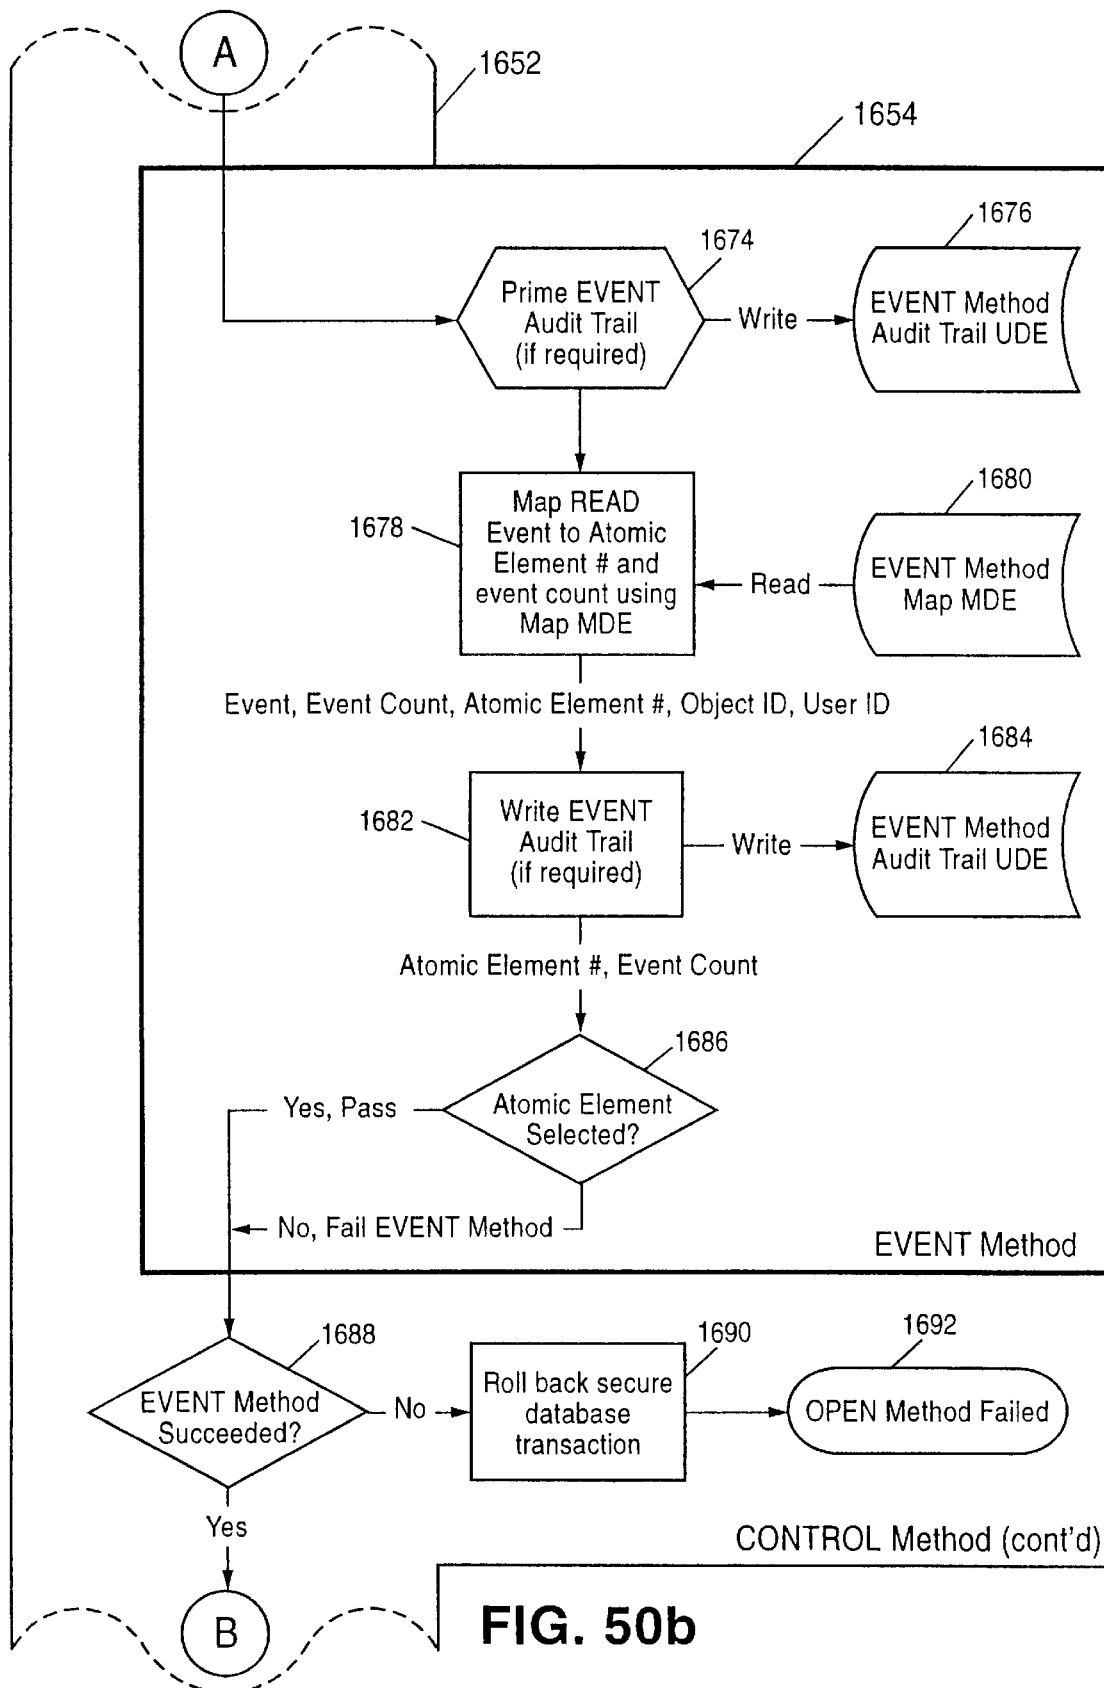 A
1652
1654
1674
1676
Prime EVENT
Audit Trail
(if required)
Write
EVENT Method
Audit Trail UDE
1678
Map READ
Event to Atomic
Element # and
event count using
Map MDE
Read
1680
EVENT Method
Map MDE
Event, Event Count, Atomic Element #, Object ID, User ID
1682
Write EVENT
Audit Trail
(if required)
Write
1684
EVENT Method
Audit Trail UDE
Atomic Element #, Event Count
1686
Atomic Element
Selected?
Yes, Pass
No, Fail EVENT Method
EVENT Method
1688
EVENT Method
Succeeded?
No
1690
Roll back secure
database
transaction
1692
OPEN Method Failed
Yes
CONTROL Method (cont'd)
B
FIG. 50b